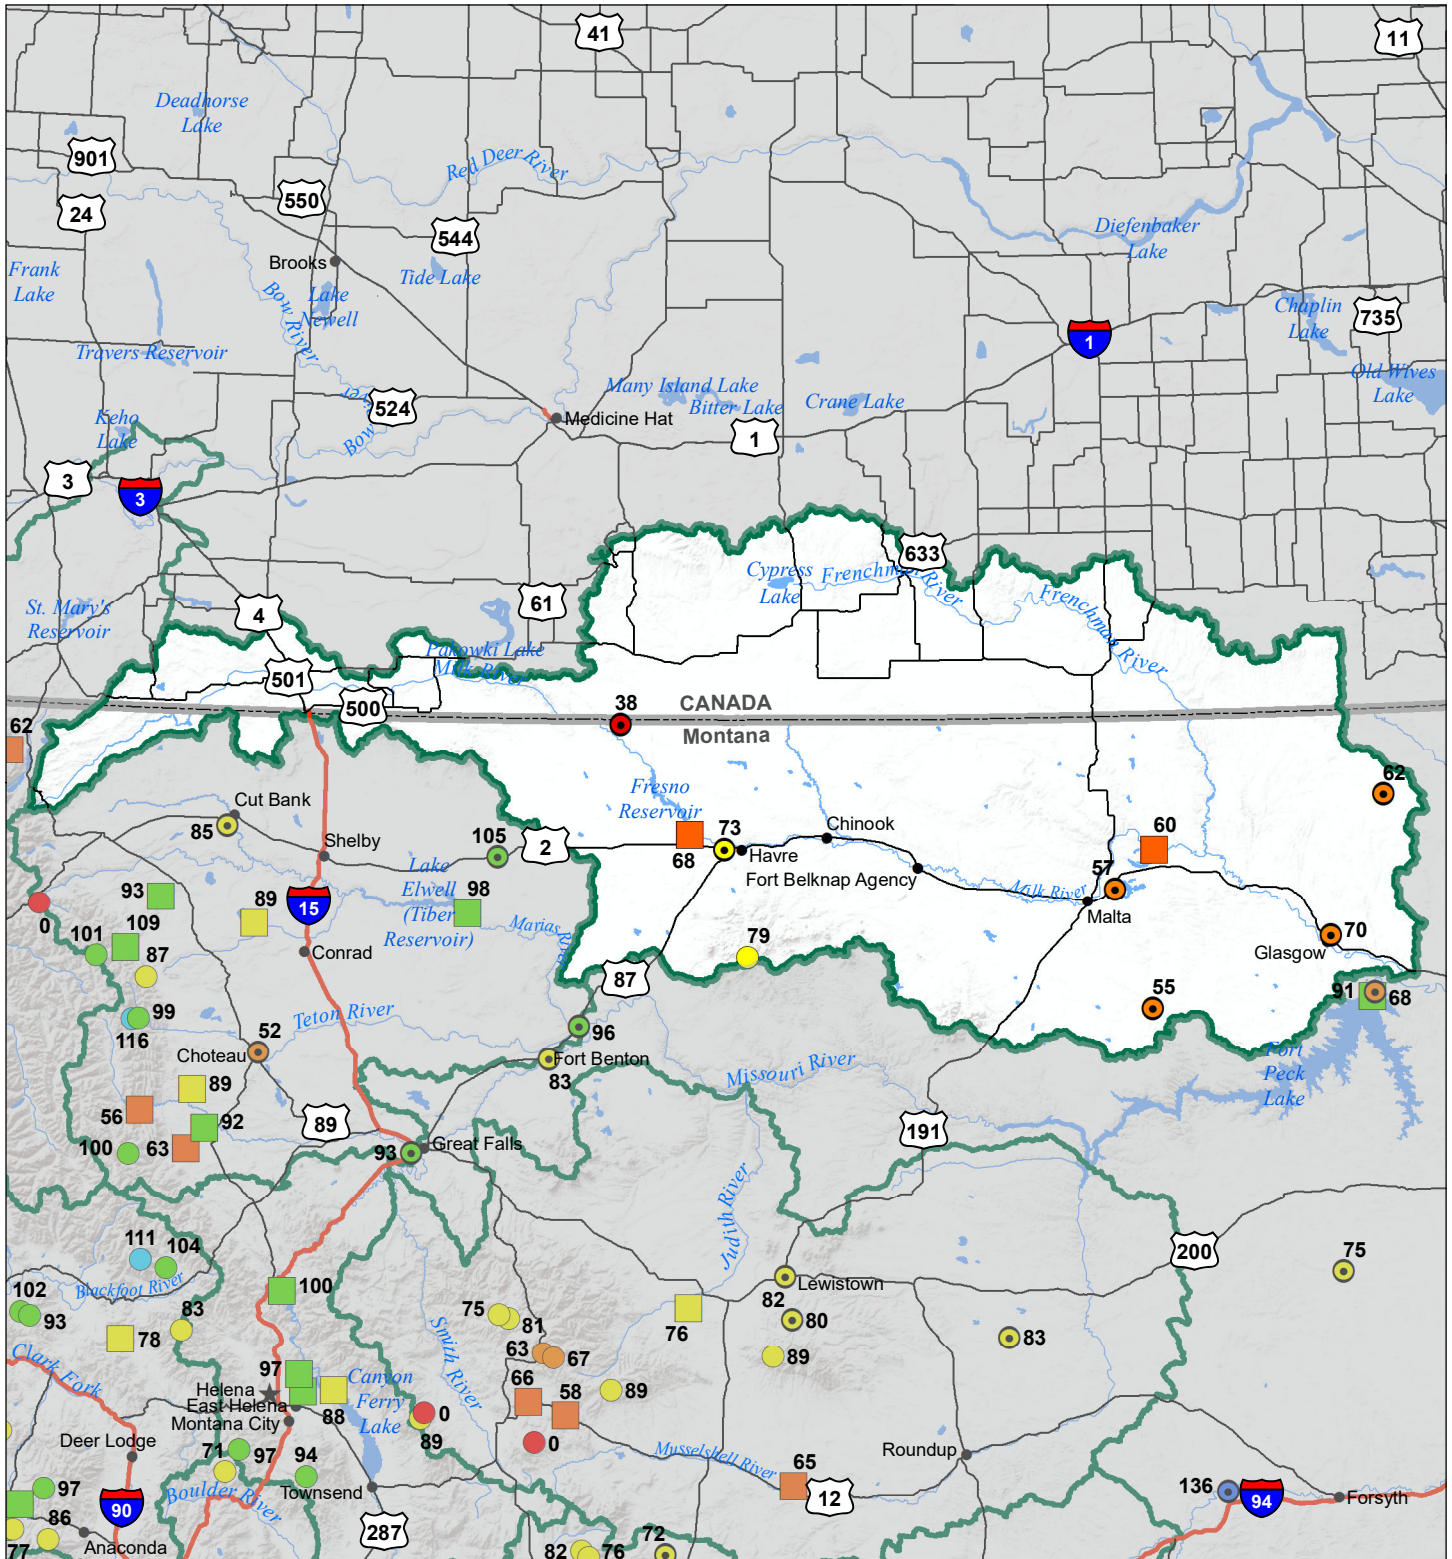 41
11
Deadhorse
Lake
901
Red Deer River
550
24
544
Diefenbaker
Lake
Brooks
Frank
Lake
Tide Lake
Lake
Newell
Bow River
Chaplin
Lake
735
1
Travers Reservoir
Many Island Lake
Old Wives
Lake
524
Bitter Lake
Crane Lake
Keho
Lake
Medicine Hat
1
Bow
3
3
633
Cypress
Lake
Frenchman River
61
4
St. Mary's
Reservoir
Frenchman River
Pakowki Lake
Milk River
501
500
38
CANADA
Montana
62
62
Fresno
Reservoir
Cut Bank
85
Shelby
105
2
68
73
Havre
Chinook
Fort Belknap Agency
60
57
Milk River
Malta
Lake
Elwell
(Tiber
Reservoir)
93
89
15
98
0
109
101
87
Conrad
Marias River
79
70
Glasgow
87
91
68
55
99
116
Teton River
96
52
Choteau
Fort Benton
83
Missouri River
Fort
Peck
Lake
89
56
92
89
191
100
63
93
Great Falls
Judith River
111
104
200
75
Blackfoot River
102
93
100
83
78
75
81
Smith River
76
Lewistown
82
80
83
63
67
89
Clark Fork
97
Canyon
Ferry
Lake
Helena
East Helena
Montana City
88
66
58
89
0
89
0
Deer Lodge
71
97
94
Musselshell River
65
12
Roundup
97
90
Boulder River
Townsend
136
94
Forsyth
86
287
77
Anaconda
82
76
72